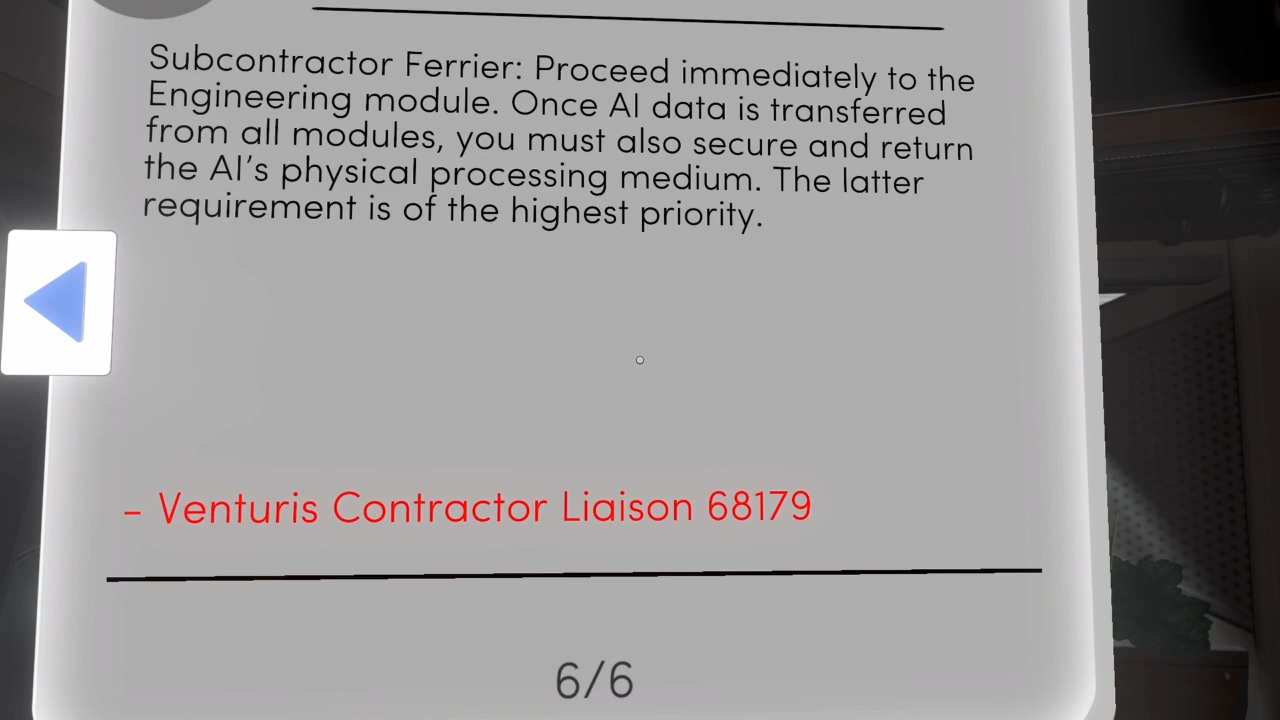 Subcontractor Ferrier: Proceed immediately to the
Engineering module. Once AI data is transferred
from all modules, you must also secure and return
the AI's physical processing medium. The latter
requirement is of the highest priority.
– Venturis Contractor Liaison 68179
6/6